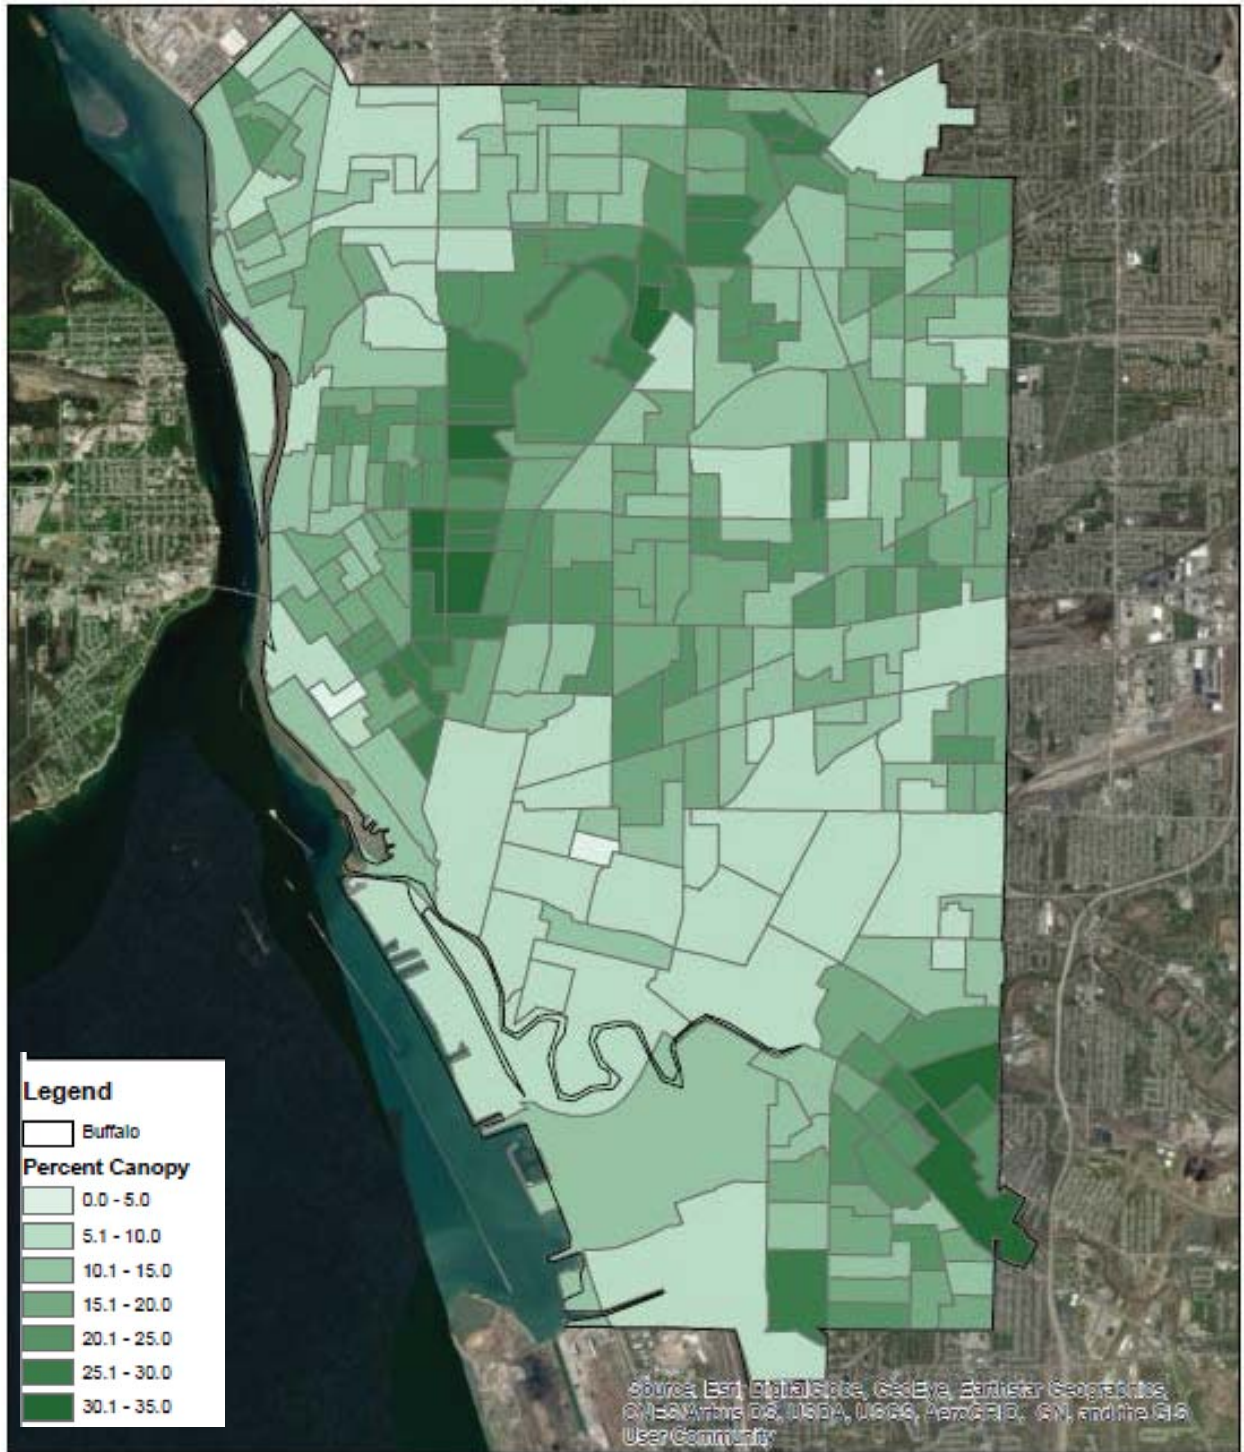 Legend
Buffalo
Percent Canopy
0.0 - 5.0
5.1 - 10.0
10.1 - 15.0
15.1 - 20.0
20.1 - 25.0
25.1 - 30.0
30.1 - 35.0
Source: Esri, DigitalGlobe, GeoEye, Earthstar Geographics,
CNES/Airbus DS, USDA, USGS, AeroGRID, IGN, and the GIS
User Community